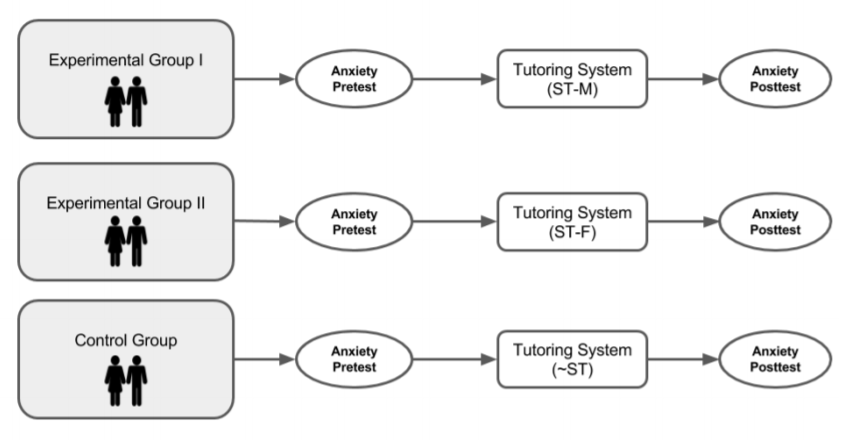 Experimental Group I
Anxiety
Pretest
Tutoring System
(ST-M)
Anxiety
Posttest
Experimental Group II
Anxiety
Pretest
Tutoring System
(ST-F)
Anxiety
Posttest
Control Group
Anxiety
Pretest
Tutoring System
(~ST)
Anxiety
Posttest